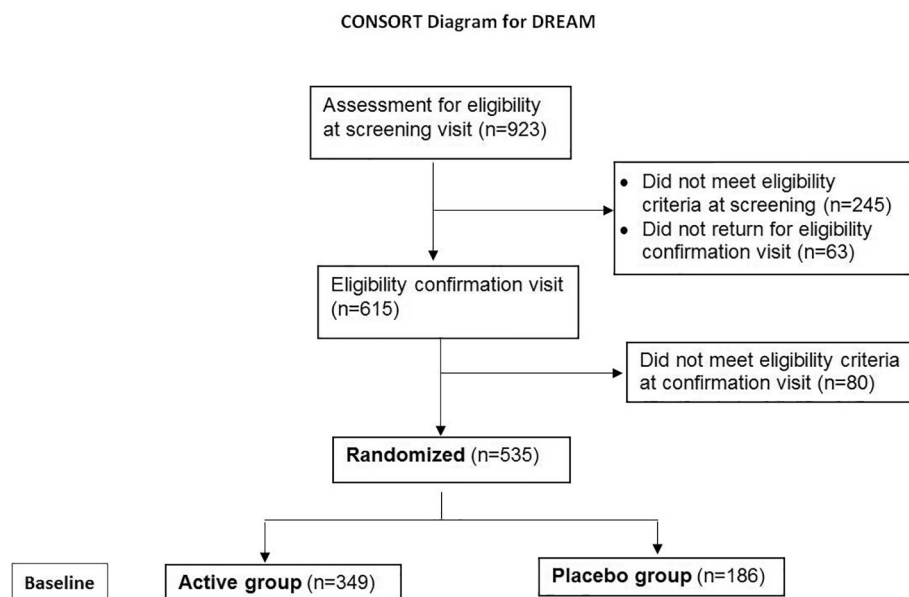 CONSORT Diagram for DREAM
Assessment for eligibility
at screening visit (n=923)
• Did not meet eligibility
criteria at screening (n=245)
• Did not return for eligibility
confirmation visit (n=63)
Eligibility confirmation visit
(n=615)
Did not meet eligibility criteria
at confirmation visit (n=80)
Randomized (n=535)
Baseline
Active group (n=349)
Placebo group (n=186)